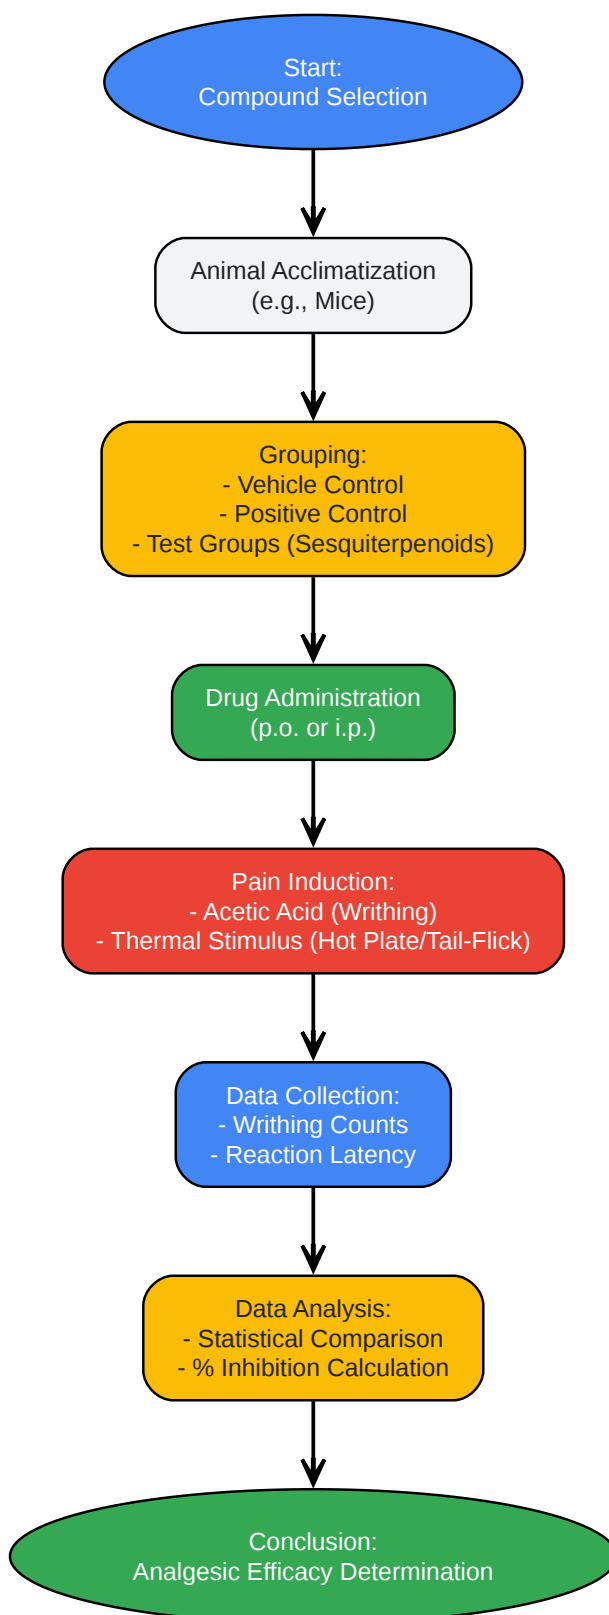 Start:
Compound Selection
Animal Acclimatization
(e.g., Mice)
Grouping:
- Vehicle Control
- Positive Control
- Test Groups (Sesquiterpenoids)
Drug Administration
(p.o. or i.p.)
Pain Induction:
- Acetic Acid (Writhing)
- Thermal Stimulus (Hot Plate/Tail-Flick)
Data Collection:
- Writhing Counts
- Reaction Latency
Data Analysis:
- Statistical Comparison
- % Inhibition Calculation
Conclusion:
Analgesic Efficacy Determination